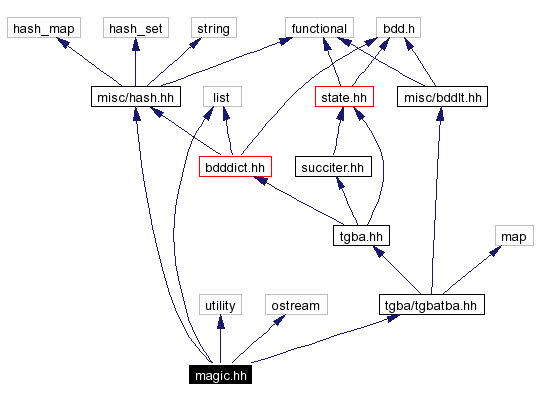 hash_map
hash_set
string
functional
bdd.h
misc/hash.hh
list
state.hh
misc/bddlt.hh
bdddict.hh
succiter.hh
tgba.hh
map
utility
ostream
tgba/tgbatba.hh
magic.hh